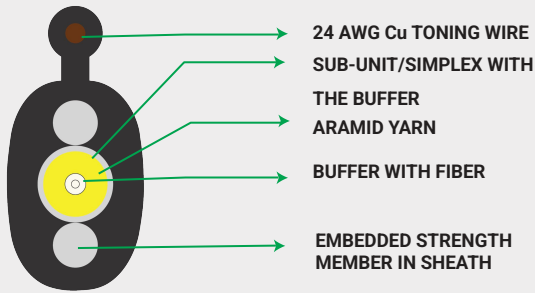 24 AWG Cu TONING WIRE
SUB-UNIT/SIMPLEX WITH
THE BUFFER
ARAMID YARN
BUFFER WITH FIBER
EMBEDDED STRENGTH
MEMBER IN SHEATH